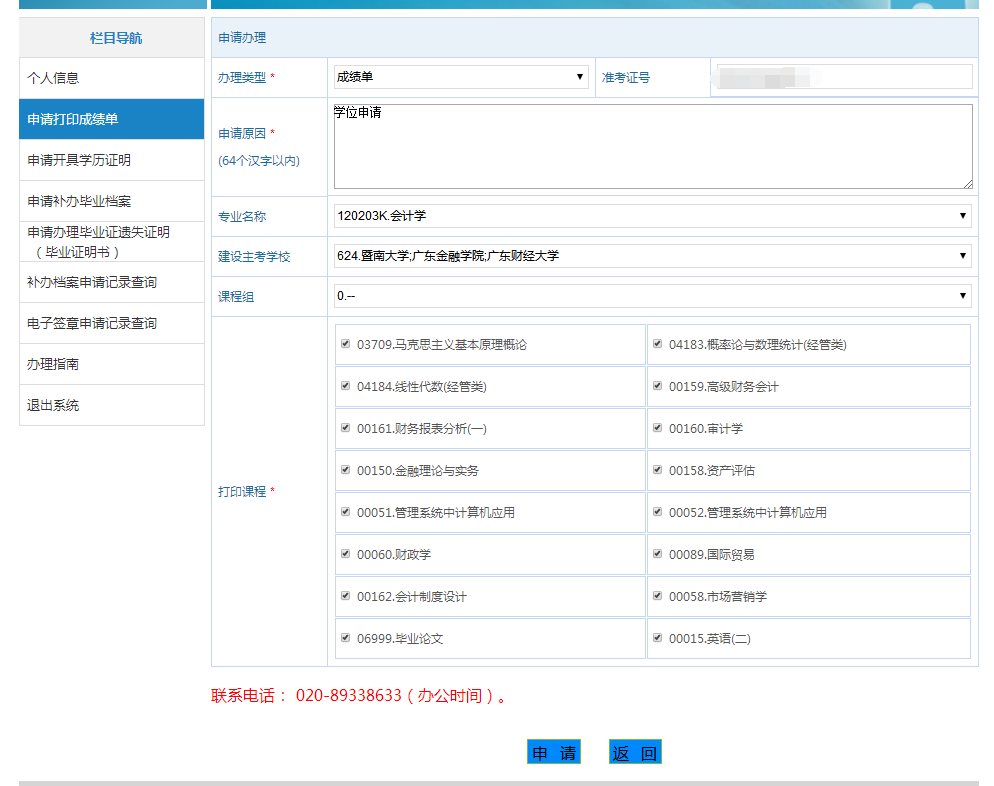 栏目导航
个人信息
申请打印成绩单
申请开具学历证明
申请补办毕业档案
申请办理毕业证遗失证明
（毕业证明书）
补办档案申请记录查询
电子签章申请记录查询
办理指南
退出系统
申请办理
办理类型 * 成绩单 准考证号
申请原因 *
(64个汉字以内)
学位申请
专业名称 120203K.会计学
建设主考学校 624.暨南大学;广东金融学院;广东财经大学
课程组 0.--
打印课程 *
03709.马克思主义基本原理概论 04183.概率论与数理统计(经管类)
04184.线性代数(经管类) 00159.高级财务会计
00161.财务报表分析(一) 00160.审计学
00150.金融理论与实务 00158.资产评估
00051.管理系统中计算机应用 00052.管理系统中计算机应用
00060.财政学 00089.国际贸易
00162.会计制度设计 00058.市场营销学
06999.毕业论文 00015.英语(二)
联系电话： 020-89338633（办公时间）。
申 请 返 回